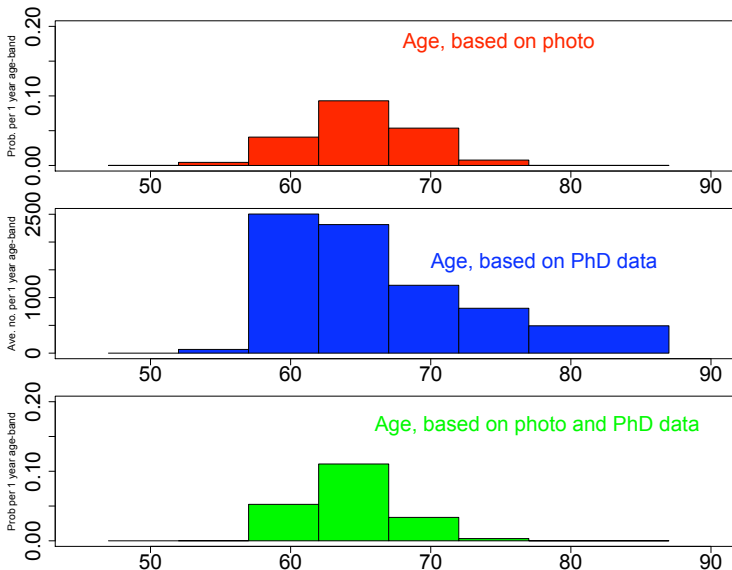 Age, based on photo
Prob. per 1 year age-band
0.00 0.10 0.20
50 60 70 80 90
Age, based on PhD data
Ave. no. per 1 year age-band
0 1000 2500
50 60 70 80 90
Age, based on photo and PhD data
Prob per 1 year age-band
0.00 0.10 0.20
50 60 70 80 90